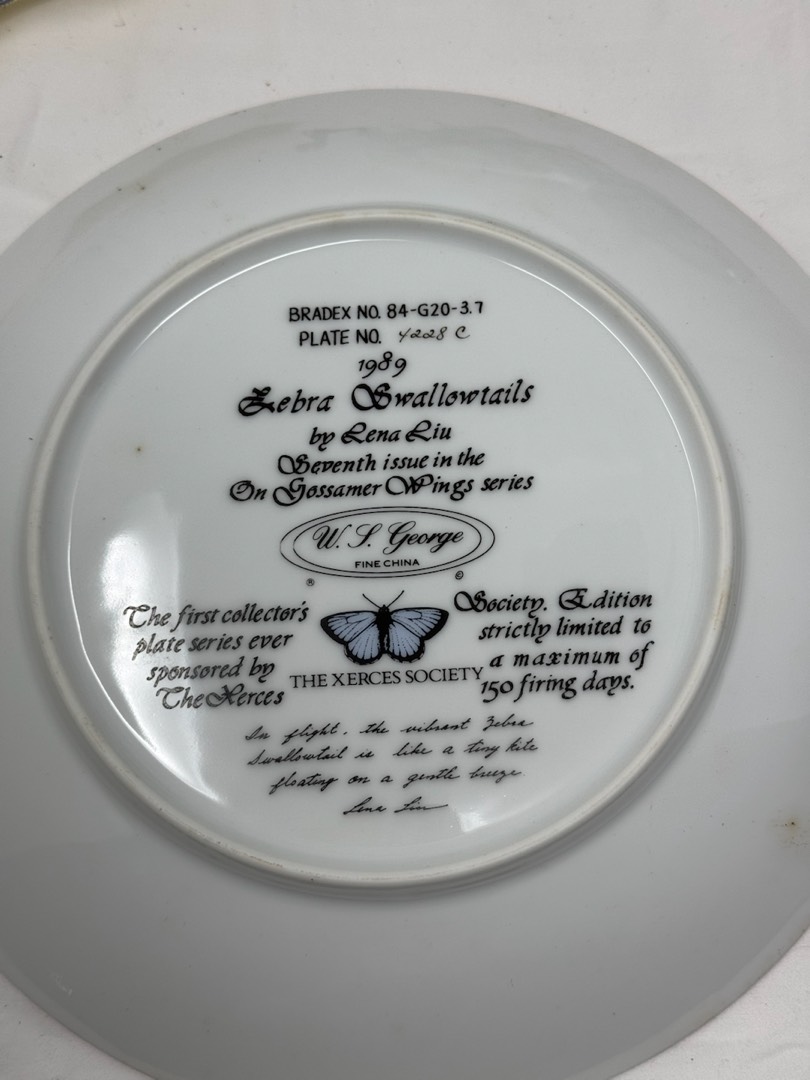 BRADEX NO. 84-G20-3.7
PLATE NO. 4228 C
1989
Zebra Swallowtails
by Lena Liu
Seventh issue in the
On Gossamer Wings series
W. S. George
FINE CHINA
® ©
The first collector's
plate series ever
sponsored by
The Xerces
THE XERCES SOCIETY
Society. Edition
strictly limited to
a maximum of
150 firing days.
In flight, the vibrant Zebra
Swallowtail is like a tiny kite
floating on a gentle breeze
Lena Liu